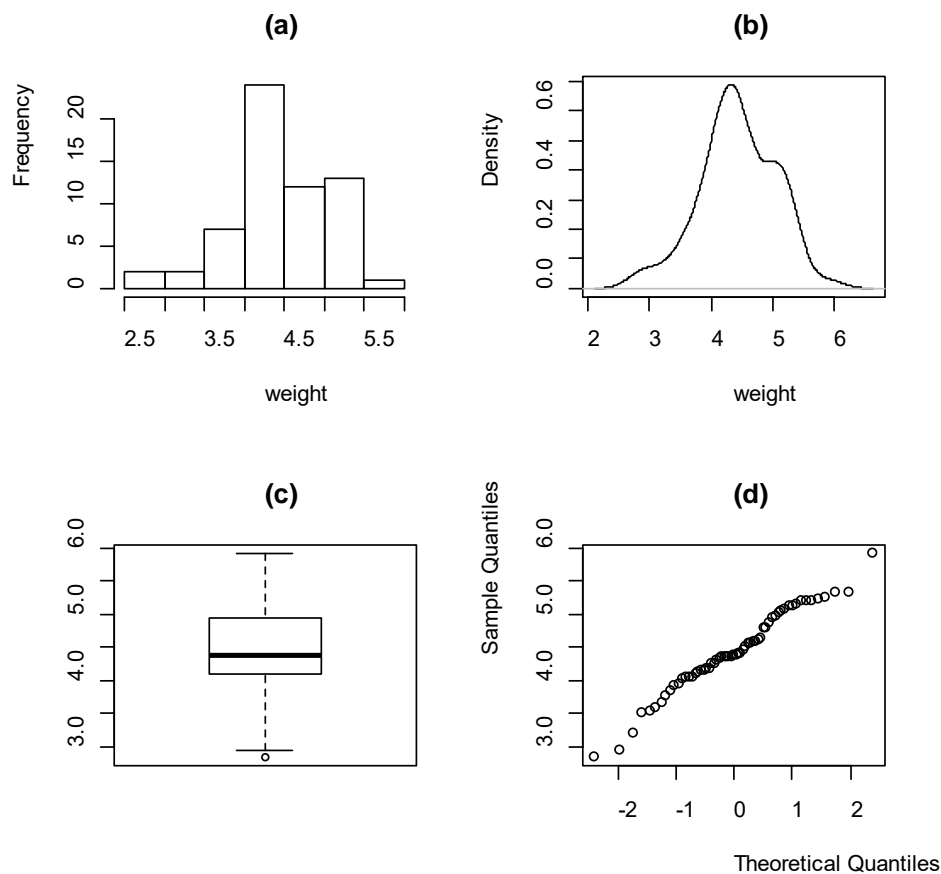 (a)
Frequency
20
15
10
5
0
2.5 3.5 4.5 5.5
weight
(b)
Density
0.6
0.4
0.2
0.0
2 3 4 5 6
weight
(c)
6.0
5.0
4.0
3.0
(d)
Sample Quantiles
6.0
5.0
4.0
3.0
-2 -1 0 1 2
Theoretical Quantiles